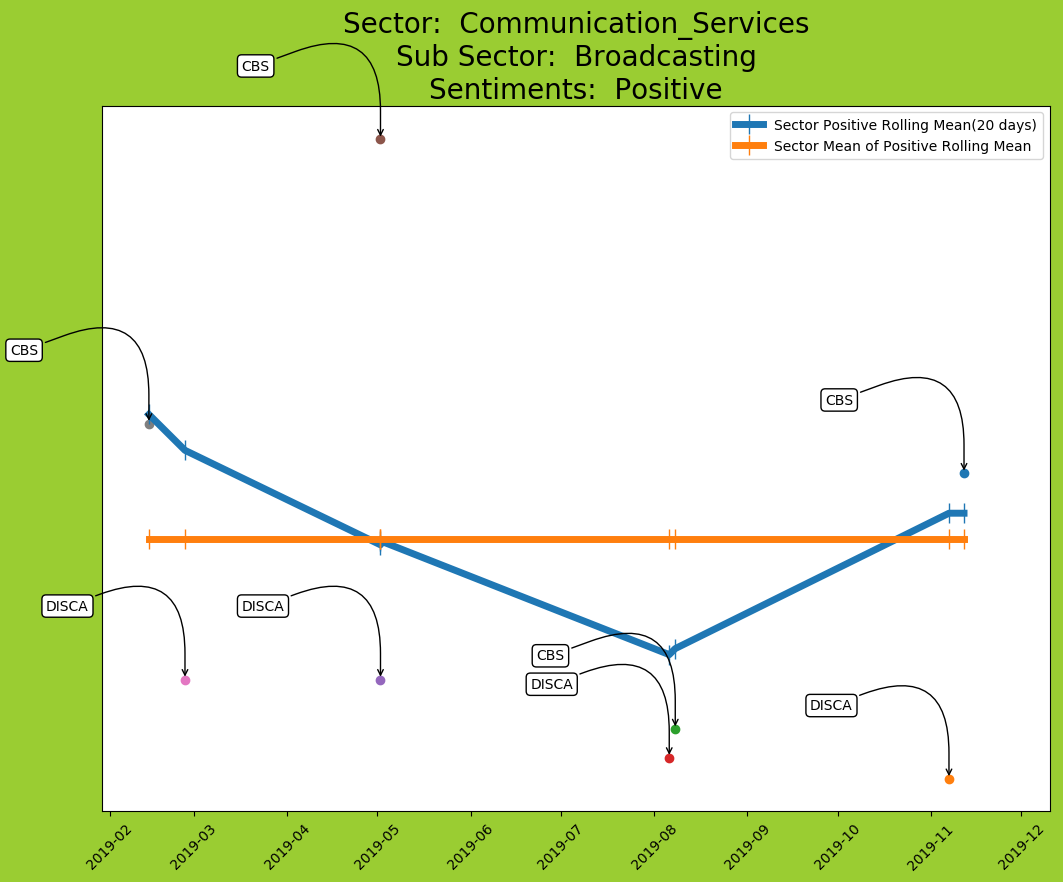 Sector:  Communication_Services
Sub Sector:  Broadcasting
Sentiments:  Positive
CBS
Sector Positive Rolling Mean(20 days)
Sector Mean of Positive Rolling Mean
CBS
CBS
DISCA
DISCA
CBS
DISCA
DISCA
2019-02
2019-03
2019-04
2019-05
2019-06
2019-07
2019-08
2019-09
2019-10
2019-11
2019-12